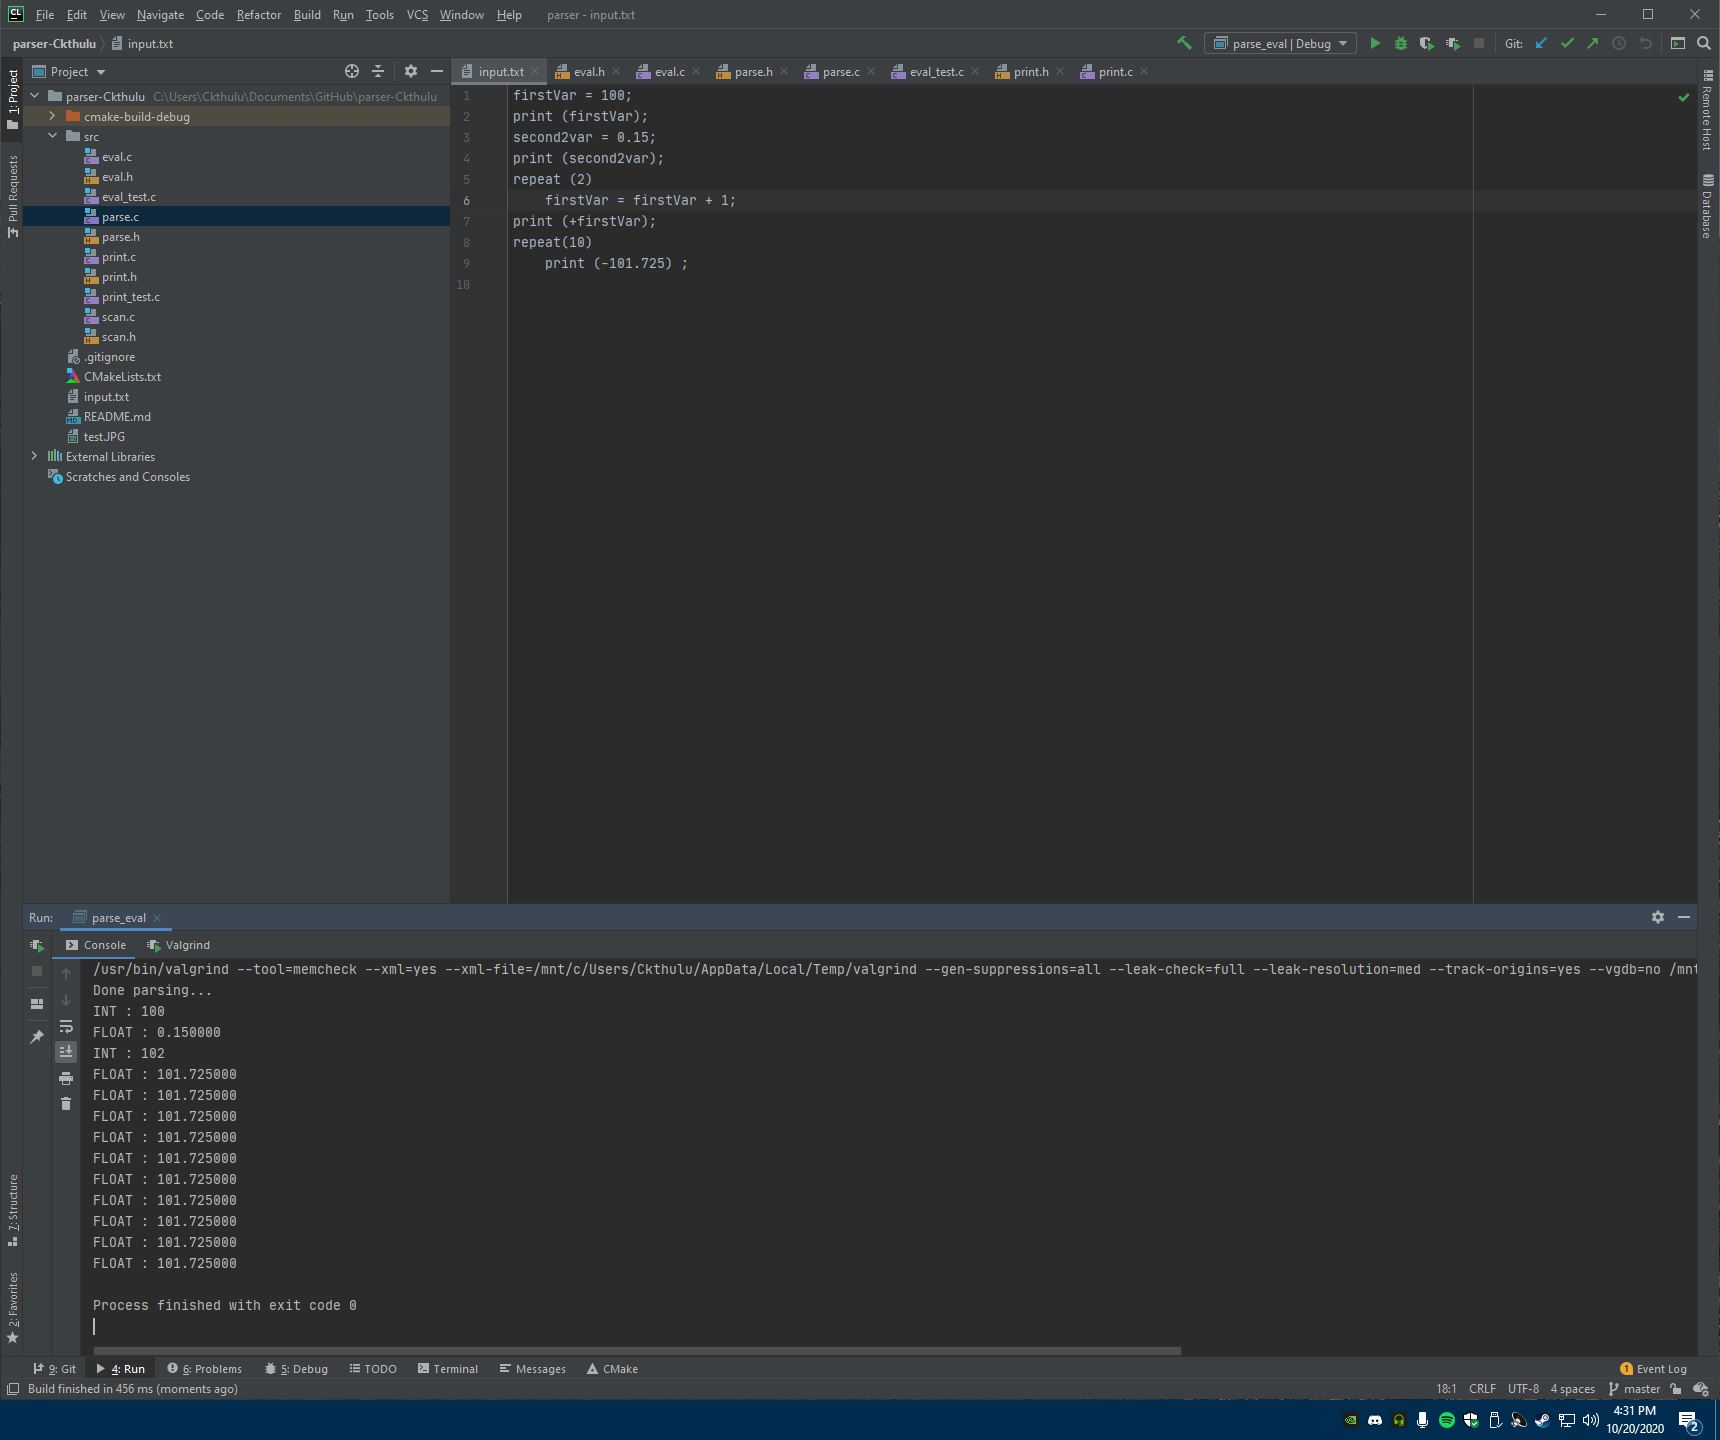 CL File Edit View Navigate Code Refactor Build Run Tools VCS Window Help parser - input.txt
parser-Ckthulu input.txt parse_eval | Debug Git:
Project input.txt eval.h eval.c parse.h parse.c eval_test.c print.h print.c
1: Project
Pull Requests
7: Structure
2: Favorites
Remote Host
Database
parser-Ckthulu C:\Users\Ckthulu\Documents\GitHub\parser-Ckthulu
cmake-build-debug
src
eval.c
eval.h
eval_test.c
parse.c
parse.h
print.c
print.h
print_test.c
scan.c
scan.h
.gitignore
CMakeLists.txt
input.txt
README.md
test.JPG
External Libraries
Scratches and Consoles
1 firstVar = 100;
2 print (firstVar);
3 second2var = 0.15;
4 print (second2var);
5 repeat (2)
6 firstVar = firstVar + 1;
7 print (+firstVar);
8 repeat(10)
9 print (-101.725) ;
10
Run: parse_eval
Console Valgrind
/usr/bin/valgrind --tool=memcheck --xml=yes --xml-file=/mnt/c/Users/Ckthulu/AppData/Local/Temp/valgrind --gen-suppressions=all --leak-check=full --leak-resolution=med --track-origins=yes --vgdb=no /mnt
Done parsing...
INT : 100
FLOAT : 0.150000
INT : 102
FLOAT : 101.725000
FLOAT : 101.725000
FLOAT : 101.725000
FLOAT : 101.725000
FLOAT : 101.725000
FLOAT : 101.725000
FLOAT : 101.725000
FLOAT : 101.725000
FLOAT : 101.725000
FLOAT : 101.725000
Process finished with exit code 0
9: Git 4: Run 6: Problems 5: Debug TODO Terminal Messages CMake 1 Event Log
Build finished in 456 ms (moments ago) 18:1 CRLF UTF-8 4 spaces master
4:31 PM
10/20/2020 2